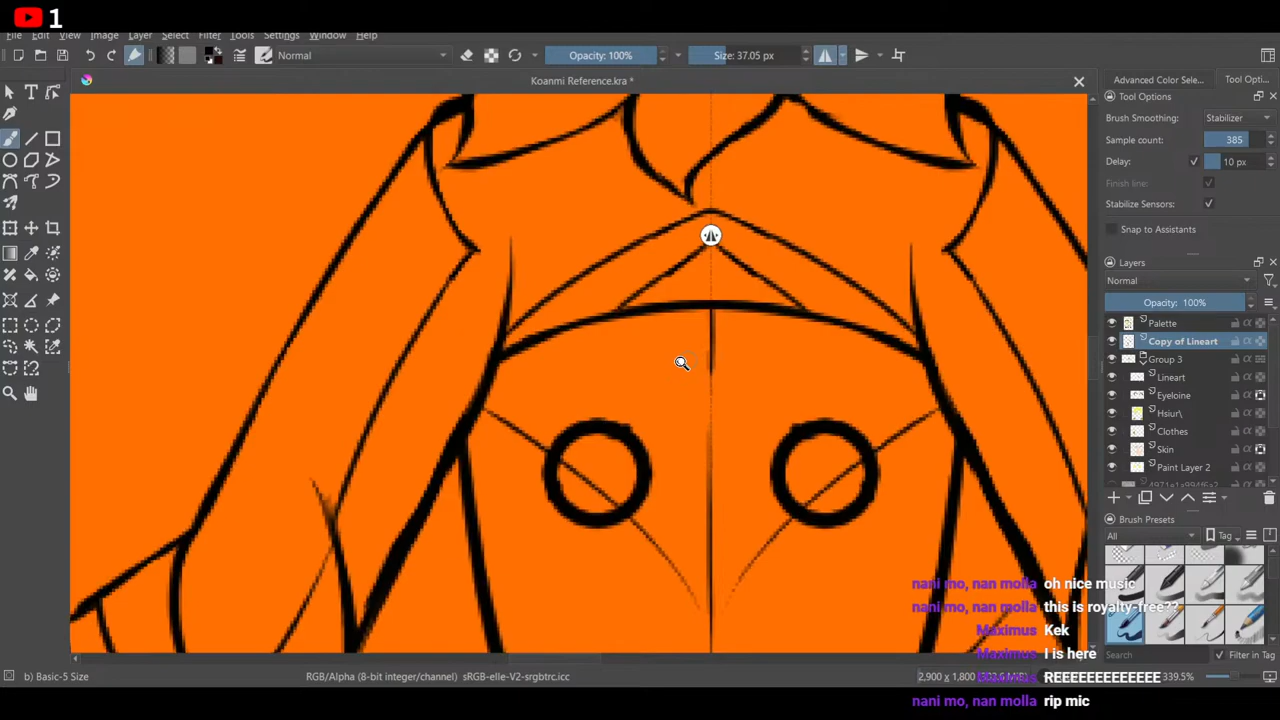 1
File Edit View Image Layer Select Filter Tools Settings Window Help
Normal
Opacity: 100%
Size: 37.05 px
Koanmi Reference.kra *
Advanced Color Sele...
Tool Opti...
Tool Options
Brush Smoothing:
Stabilizer
Sample count:
385
Delay:
10 px
Finish line:
Stabilize Sensors:
Snap to Assistants
Layers
Normal
Opacity: 100%
Palette
Copy of Lineart
Group 3
Lineart
Eyeloine
Hsiur\
Clothes
Skin
Paint Layer 2
Brush Presets
All
Tag
nani mo, nan molla oh nice music
nani mo, nan molla this is royalty-free??
Maximus Kek
Maximus I is here
Maximus REEEEEEEEEEEEE
nani mo, nan molla rip mic
Search
Filter in Tag
b) Basic-5 Size
RGB/Alpha (8-bit integer/channel) sRGB-elle-V2-srgbtrc.icc
2,900 x 1,800
339.5%